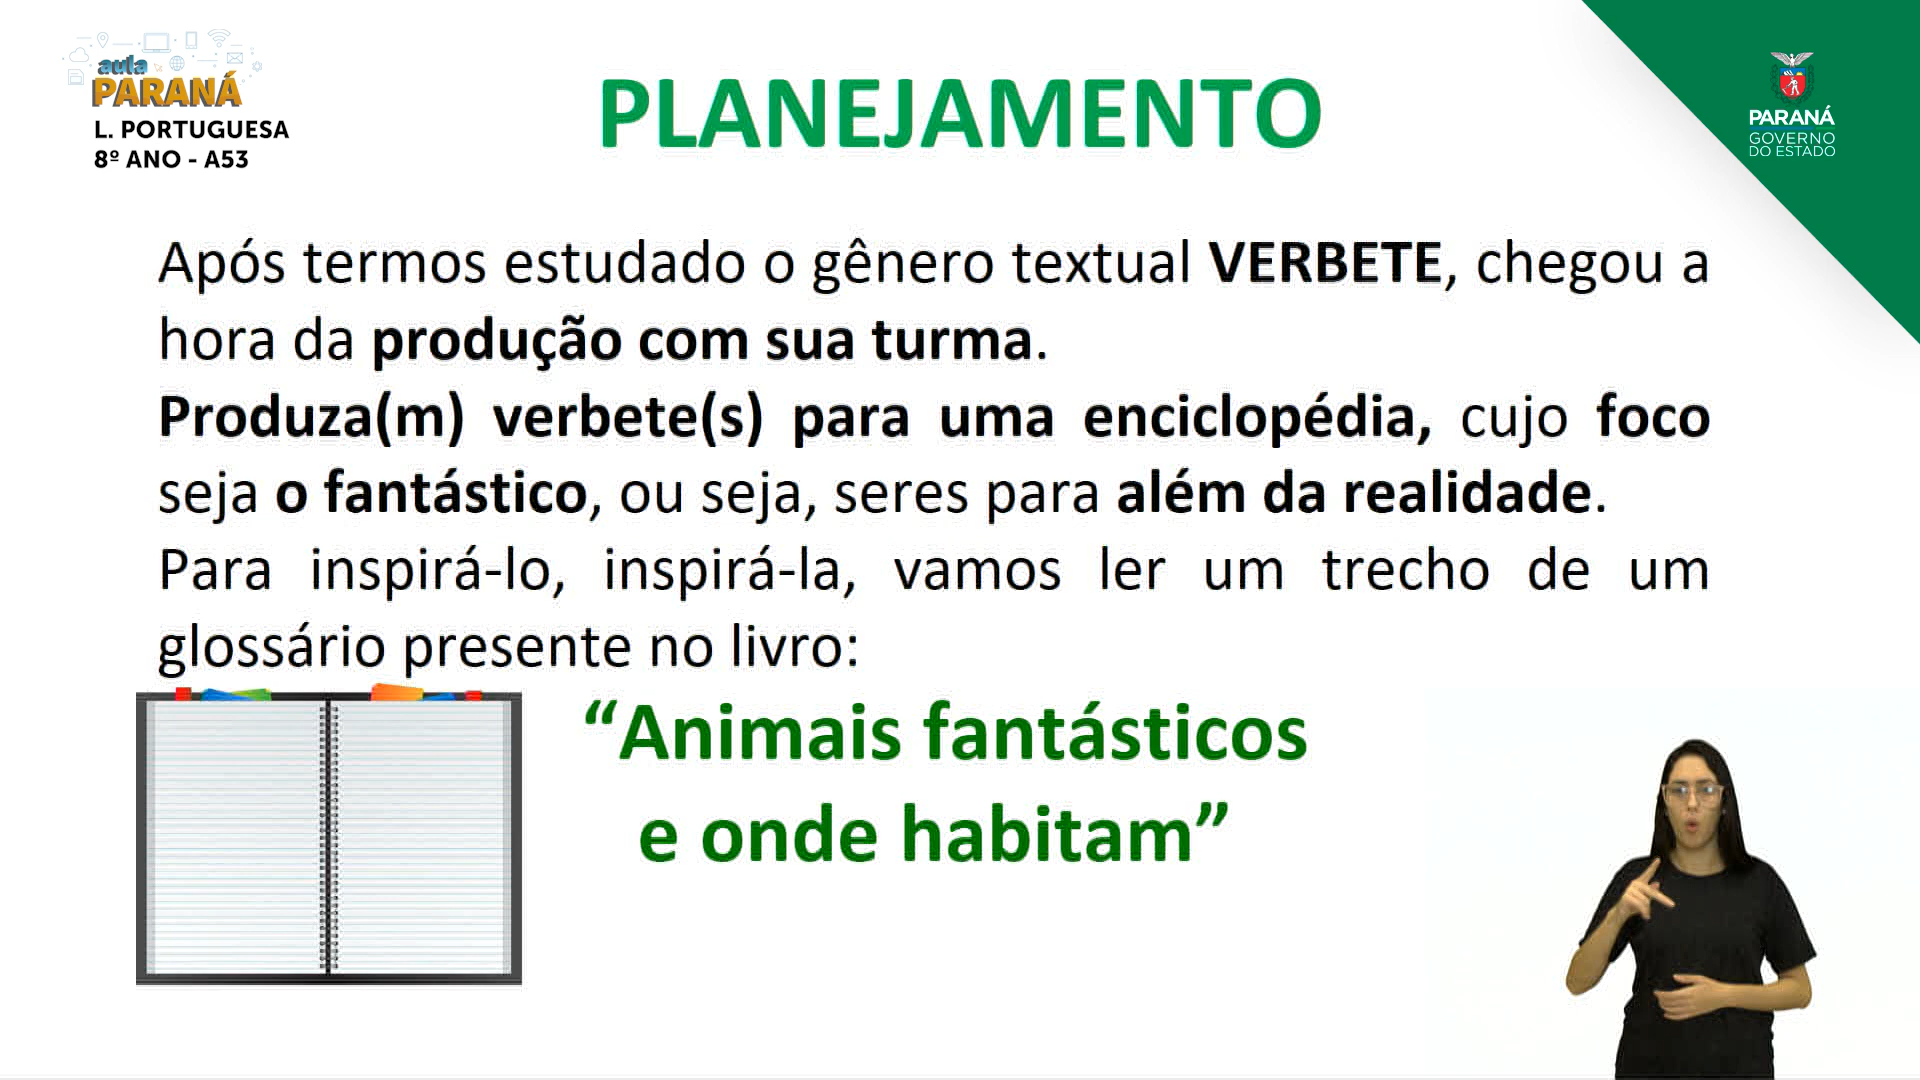 aula
PARANÁ
L. PORTUGUESA
8º ANO - A53
PLANEJAMENTO
PARANÁ
GOVERNO
DO ESTADO
Após termos estudado o gênero textual VERBETE, chegou a
hora da produção com sua turma.
Produza(m) verbete(s) para uma enciclopédia, cujo foco
seja o fantástico, ou seja, seres para além da realidade.
Para inspirá-lo, inspirá-la, vamos ler um trecho de um
glossário presente no livro:
“Animais fantásticos
e onde habitam”